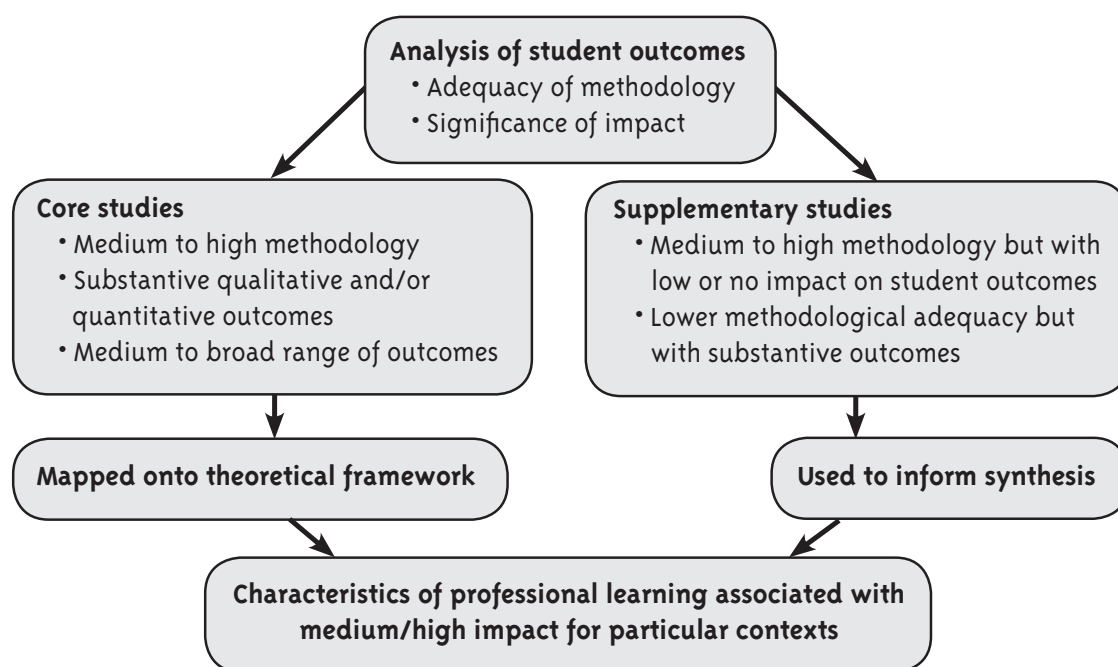 Analysis of student outcomes
• Adequacy of methodology
• Significance of impact
Core studies
• Medium to high methodology
• Substantive qualitative and/or
quantitative outcomes
• Medium to broad range of outcomes
Supplementary studies
• Medium to high methodology but with
low or no impact on student outcomes
• Lower methodological adequacy but
with substantive outcomes
Mapped onto theoretical framework
Used to inform synthesis
Characteristics of professional learning associated with
medium/high impact for particular contexts